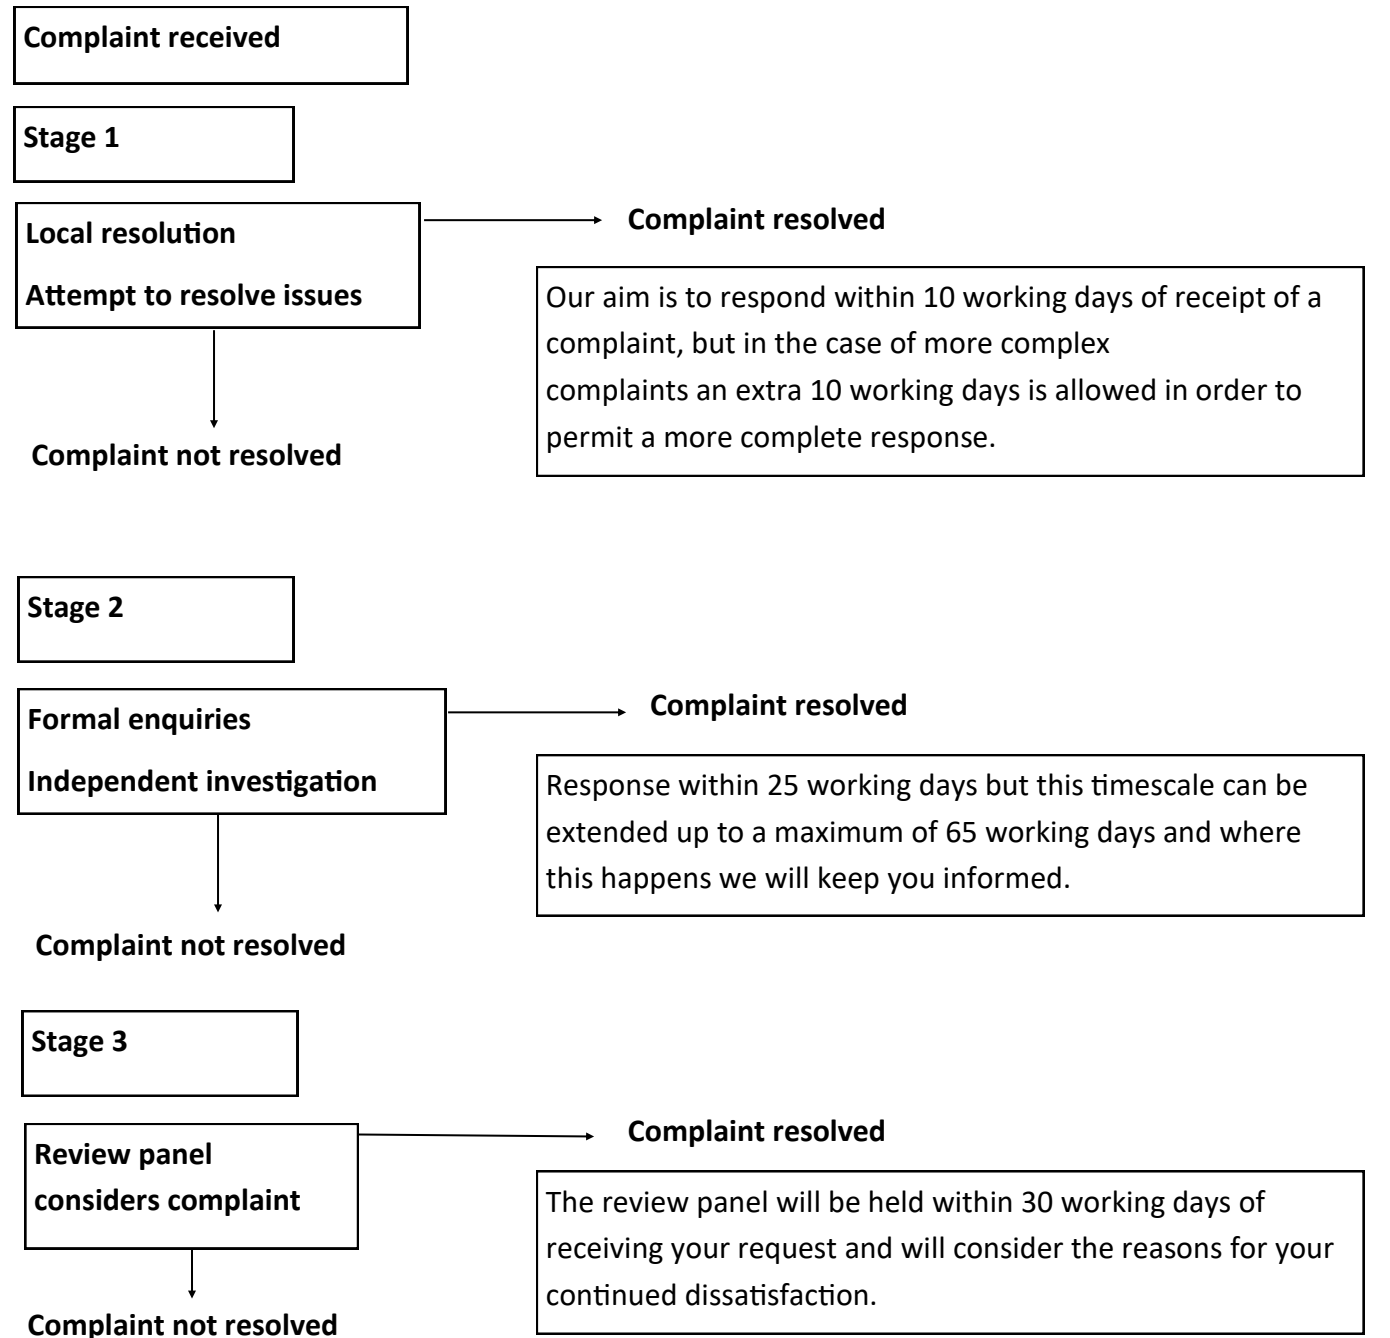 Complaint received
Stage 1
Local resolution
Attempt to resolve issues
Complaint resolved
Our aim is to respond within 10 working days of receipt of a
complaint, but in the case of more complex
complaints an extra 10 working days is allowed in order to
permit a more complete response.
Complaint not resolved
Stage 2
Formal enquiries
Independent investigation
Complaint resolved
Response within 25 working days but this timescale can be
extended up to a maximum of 65 working days and where
this happens we will keep you informed.
Complaint not resolved
Stage 3
Review panel
considers complaint
Complaint resolved
The review panel will be held within 30 working days of
receiving your request and will consider the reasons for your
continued dissatisfaction.
Complaint not resolved